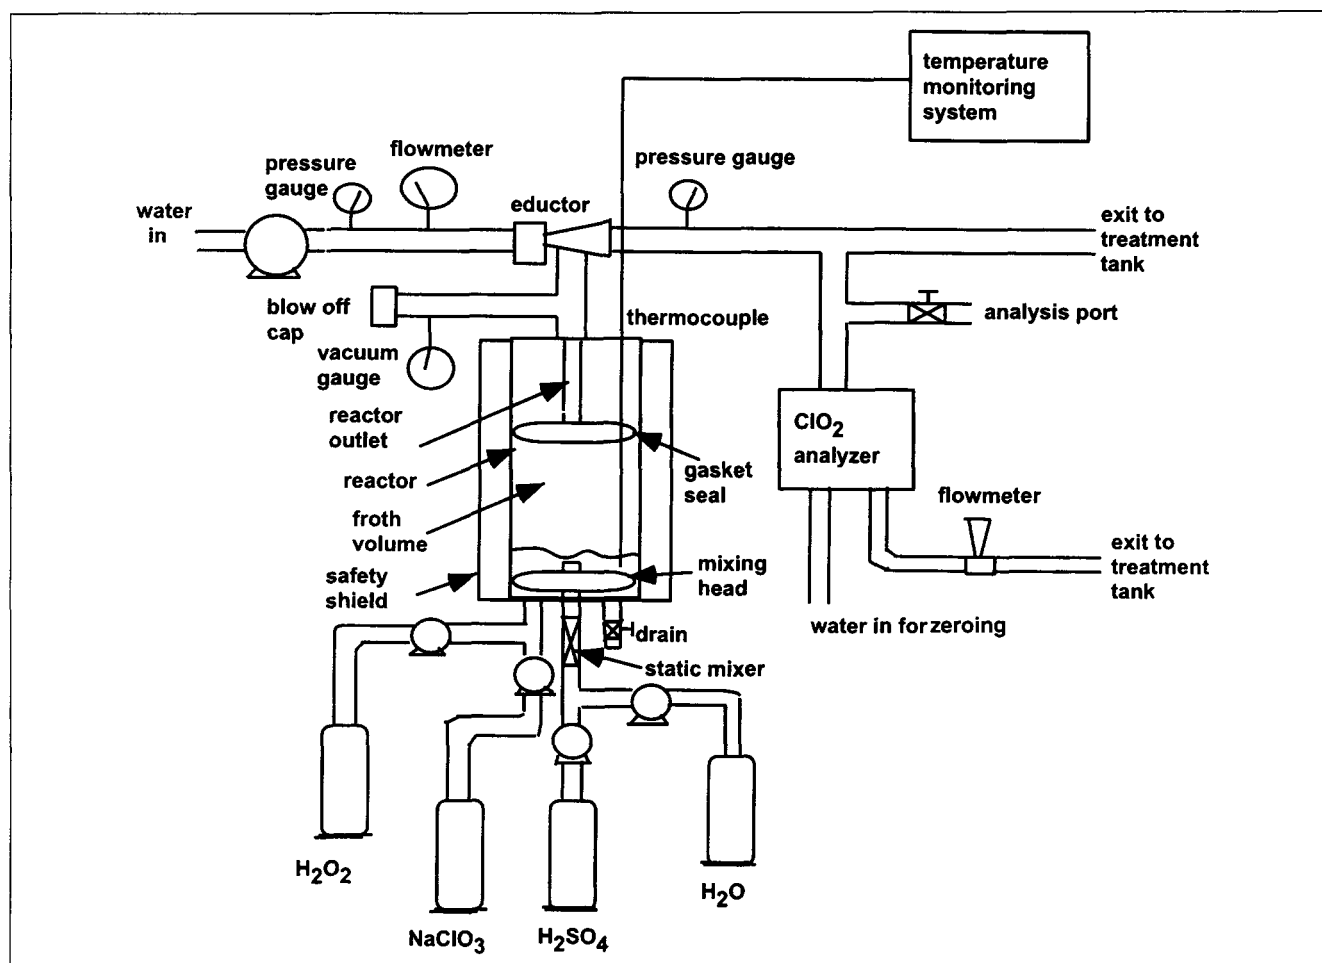 temperature
monitoring
system
flowmeter
pressure
gauge
pressure gauge
eductor
water
in
exit to
treatment
tank
blow off
cap
thermocouple
analysis port
vacuum
gauge
reactor
outlet
ClO2
analyzer
reactor
gasket
seal
flowmeter
froth
volume
exit to
treatment
tank
safety
shield
mixing
head
water in for zeroing
drain
static mixer
H2O2
H2O
NaClO3
H2SO4